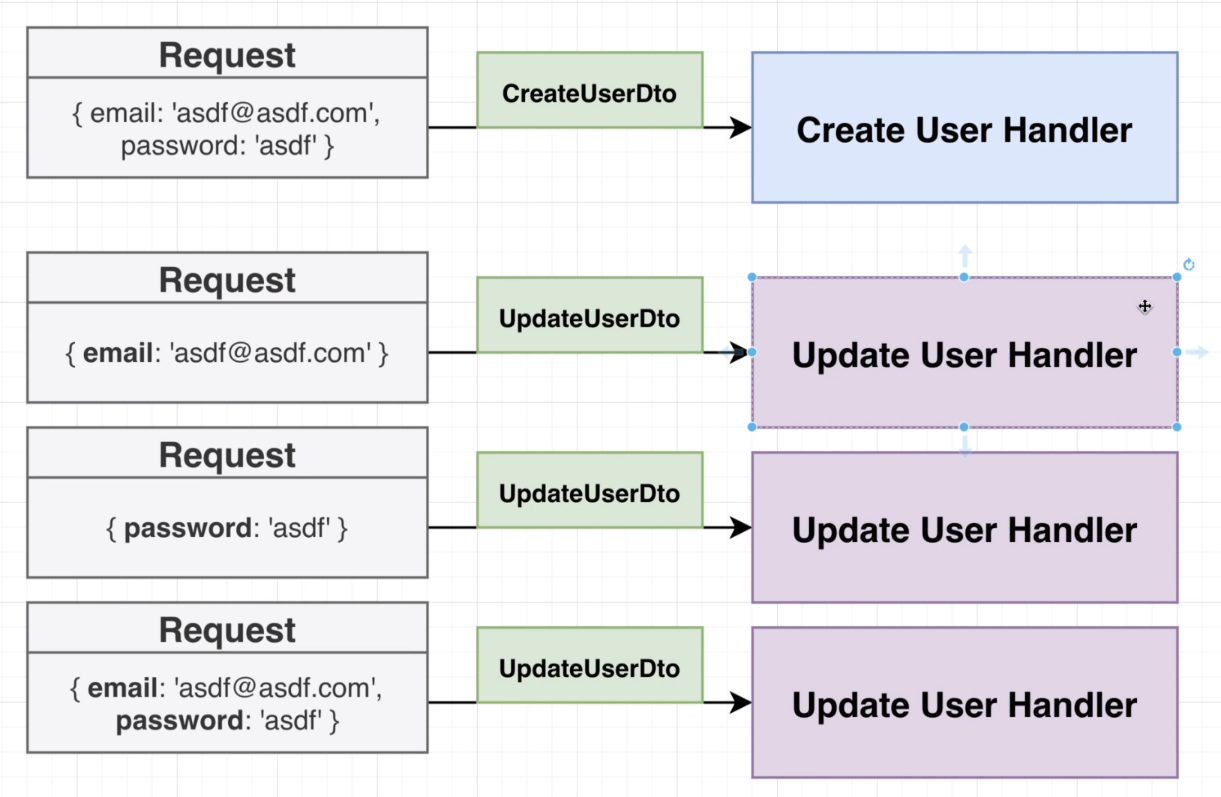 Request
{ email: 'asdf@asdf.com',
password: 'asdf' }
CreateUserDto
Create User Handler
Request
{ email: 'asdf@asdf.com' }
UpdateUserDto
Update User Handler
Request
{ password: 'asdf' }
UpdateUserDto
Update User Handler
Request
{ email: 'asdf@asdf.com',
password: 'asdf' }
UpdateUserDto
Update User Handler